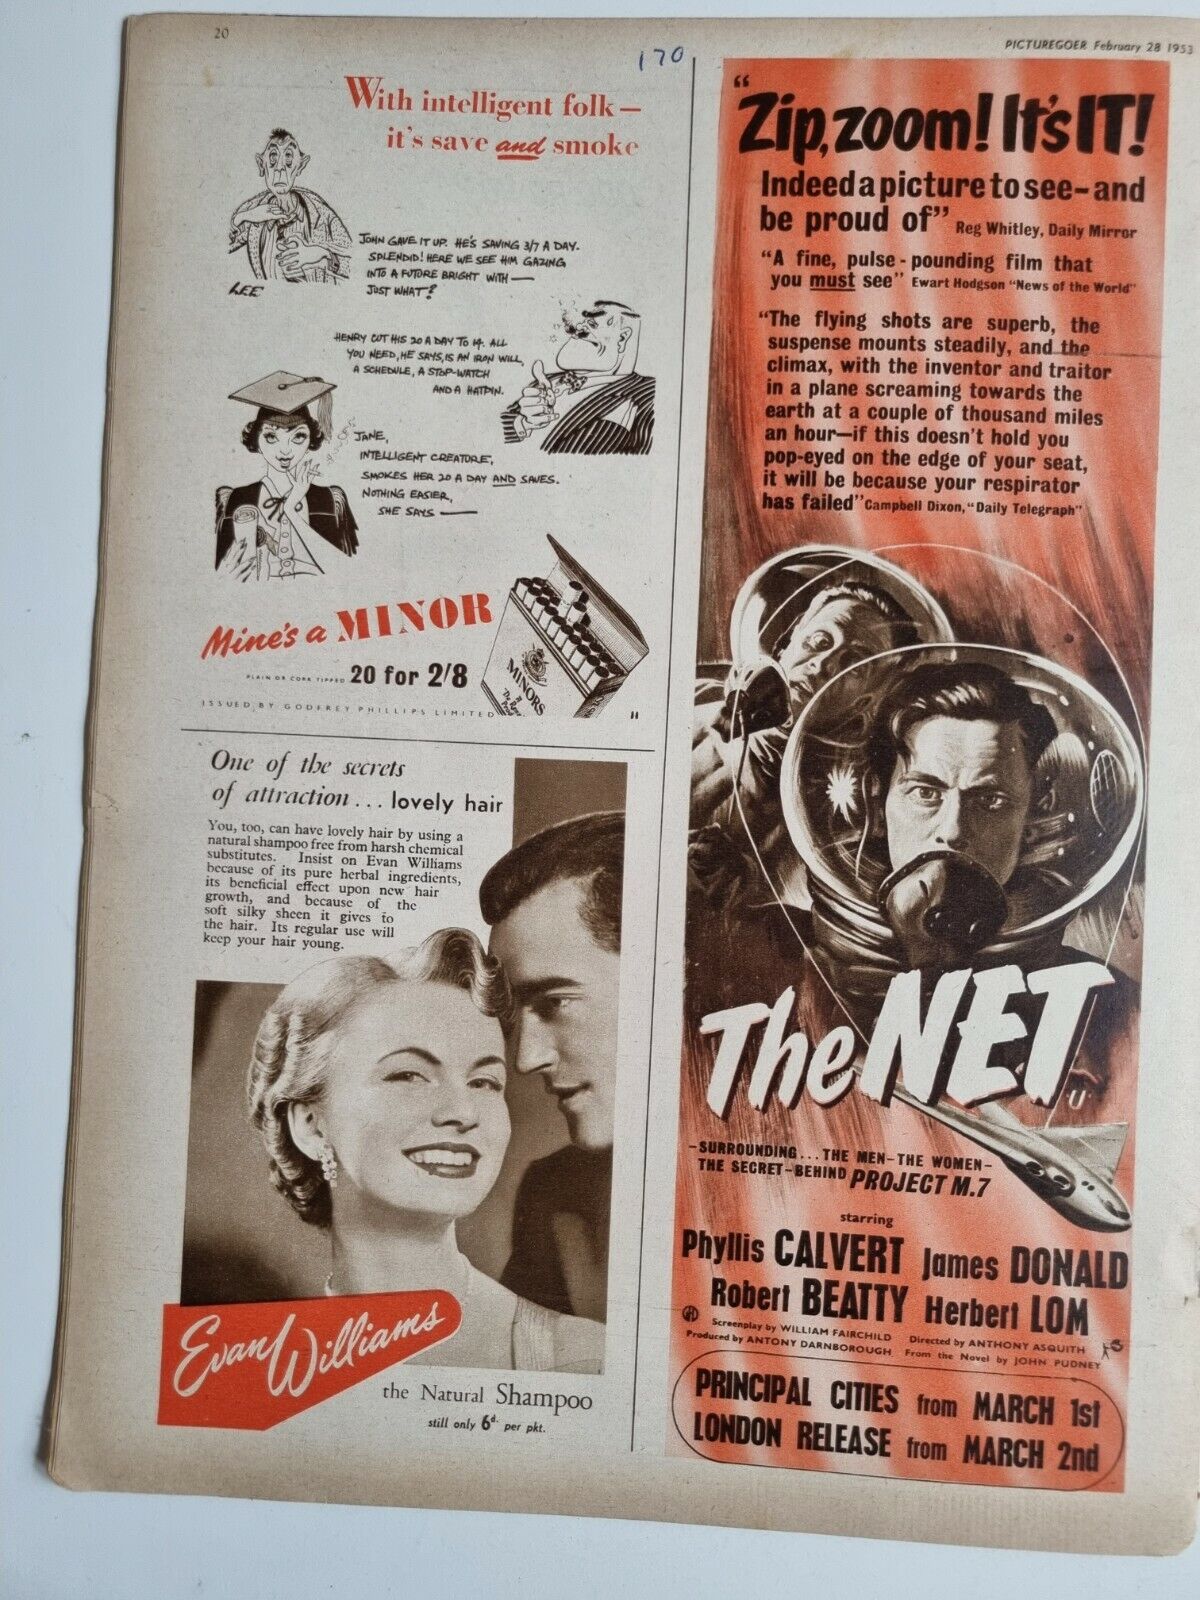 20
PICTUREGOER February 28 1953
170
With intelligent folk—
it's save and smoke
JOHN GAVE IT UP. HE'S SAVING 3/7 A DAY.
SPLENDID! HERE WE SEE HIM GAZING
INTO A FUTURE BRIGHT WITH—
JUST WHAT?
LEE
HENRY CUT HIS 20 A DAY TO 14. ALL
YOU NEED, HE SAYS, IS AN IRON WILL,
A SCHEDULE, A STOP-WATCH
AND A HATPIN.
JANE,
INTELLIGENT CREATURE,
SMOKES HER 20 A DAY AND SAVES.
NOTHING EASIER,
SHE SAYS —
Mine's a MINOR
PLAIN OR CORK TIPPED 20 for 2/8
ISSUED BY GODFREY PHILLIPS LIMITED
MINORS
One of the secrets
of attraction... lovely hair
You, too, can have lovely hair by using a
natural shampoo free from harsh chemical
substitutes. Insist on Evan Williams
because of its pure herbal ingredients,
its beneficial effect upon new hair
growth, and because of the
soft silky sheen it gives to
the hair. Its regular use will
keep your hair young.
Evan Williams
the Natural Shampoo
still only 6d. per pkt.
"Zip, zoom! It's IT!
Indeed a picture to see-and
be proud of" Reg Whitley, Daily Mirror
"A fine, pulse-pounding film that
you must see" Ewart Hodgson "News of the World"
"The flying shots are superb, the
suspense mounts steadily, and the
climax, with the inventor and traitor
in a plane screaming towards the
earth at a couple of thousand miles
an hour—if this doesn't hold you
pop-eyed on the edge of your seat,
it will be because your respirator
has failed" Campbell Dixon, "Daily Telegraph"
The NET
U
-SURROUNDING... THE MEN-THE WOMEN-
THE SECRET-BEHIND PROJECT M.7
starring
Phyllis CALVERT James DONALD
Robert BEATTY Herbert LOM
Screenplay by WILLIAM FAIRCHILD Directed by ANTHONY ASQUITH
Produced by ANTONY DARNBOROUGH From the Novel by JOHN PUDNEY
PRINCIPAL CITIES from MARCH 1st
LONDON RELEASE from MARCH 2nd